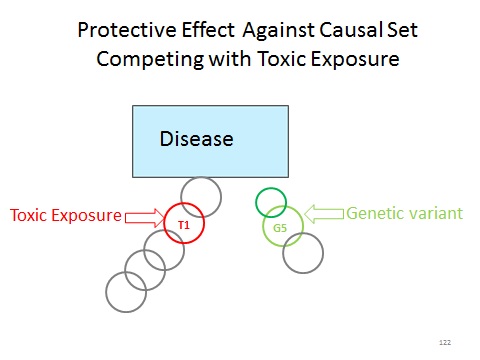 Protective Effect Against Causal Set
Competing with Toxic Exposure
Disease
Toxic Exposure
T1
Genetic variant
G5
122